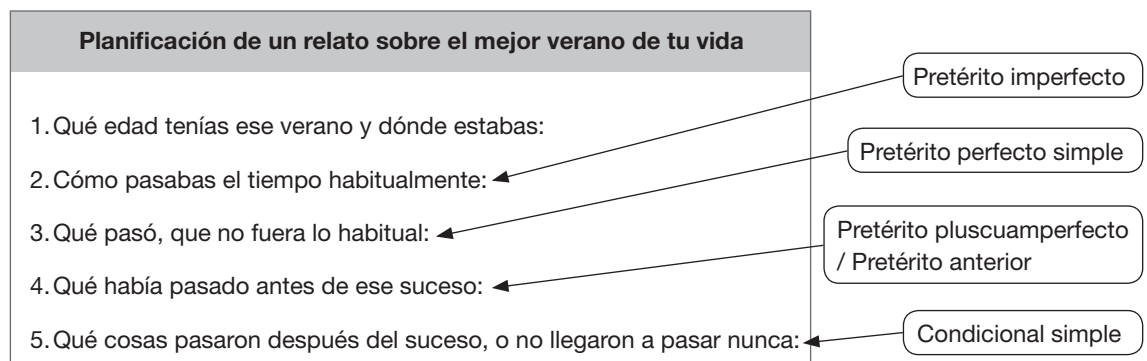 Planificación de un relato sobre el mejor verano de tu vida
Pretérito imperfecto
1. Qué edad tenías ese verano y dónde estabas:
Pretérito perfecto simple
2. Cómo pasabas el tiempo habitualmente:
3. Qué pasó, que no fuera lo habitual:
Pretérito pluscuamperfecto
/ Pretérito anterior
4. Qué había pasado antes de ese suceso:
5. Qué cosas pasaron después del suceso, o no llegaron a pasar nunca:
Condicional simple